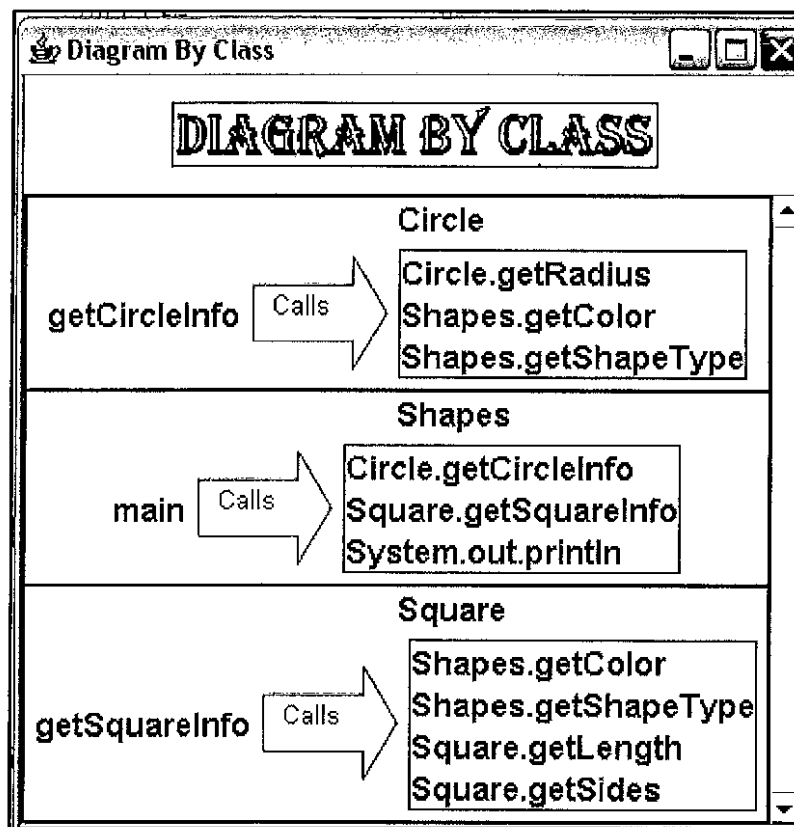 Diagram By Class
DIAGRAM BY CLASS
Circle
getCircleInfo
Calls
Circle.getRadius
Shapes.getColor
Shapes.getShapeType
Shapes
main
Calls
Circle.getCircleInfo
Square.getSquareInfo
System.out.println
Square
getSquareInfo
Calls
Shapes.getColor
Shapes.getShapeType
Square.getLength
Square.getSides